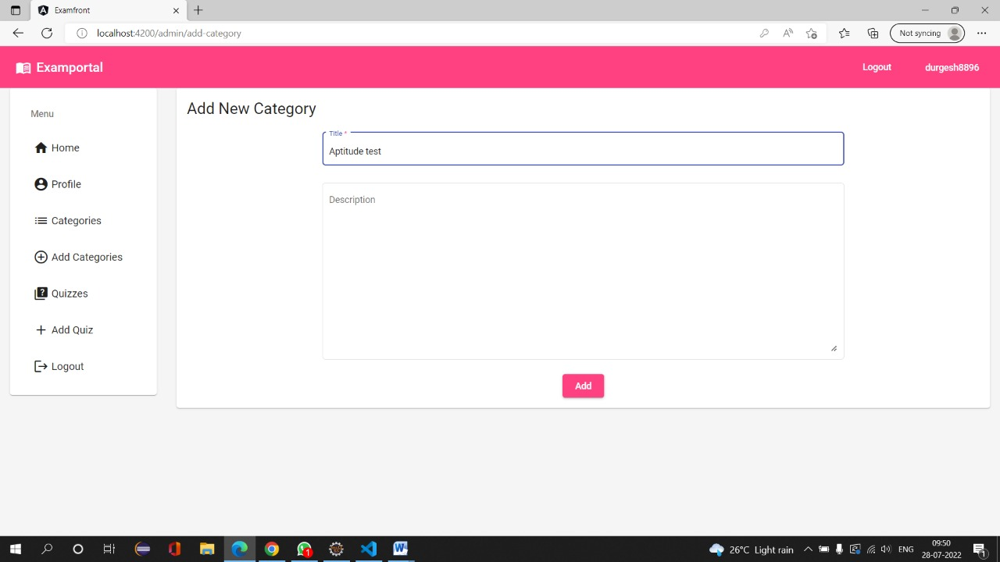 Examfront
localhost:4200/admin/add-category
Not syncing
Examportal
Logout
durgesh8896
Menu
Home
Profile
Categories
Add Categories
Quizzes
Add Quiz
Logout
Add New Category
Title *
Aptitude test
Description
Add
1
26°C Light rain
ENG
09:50
28-07-2022
1